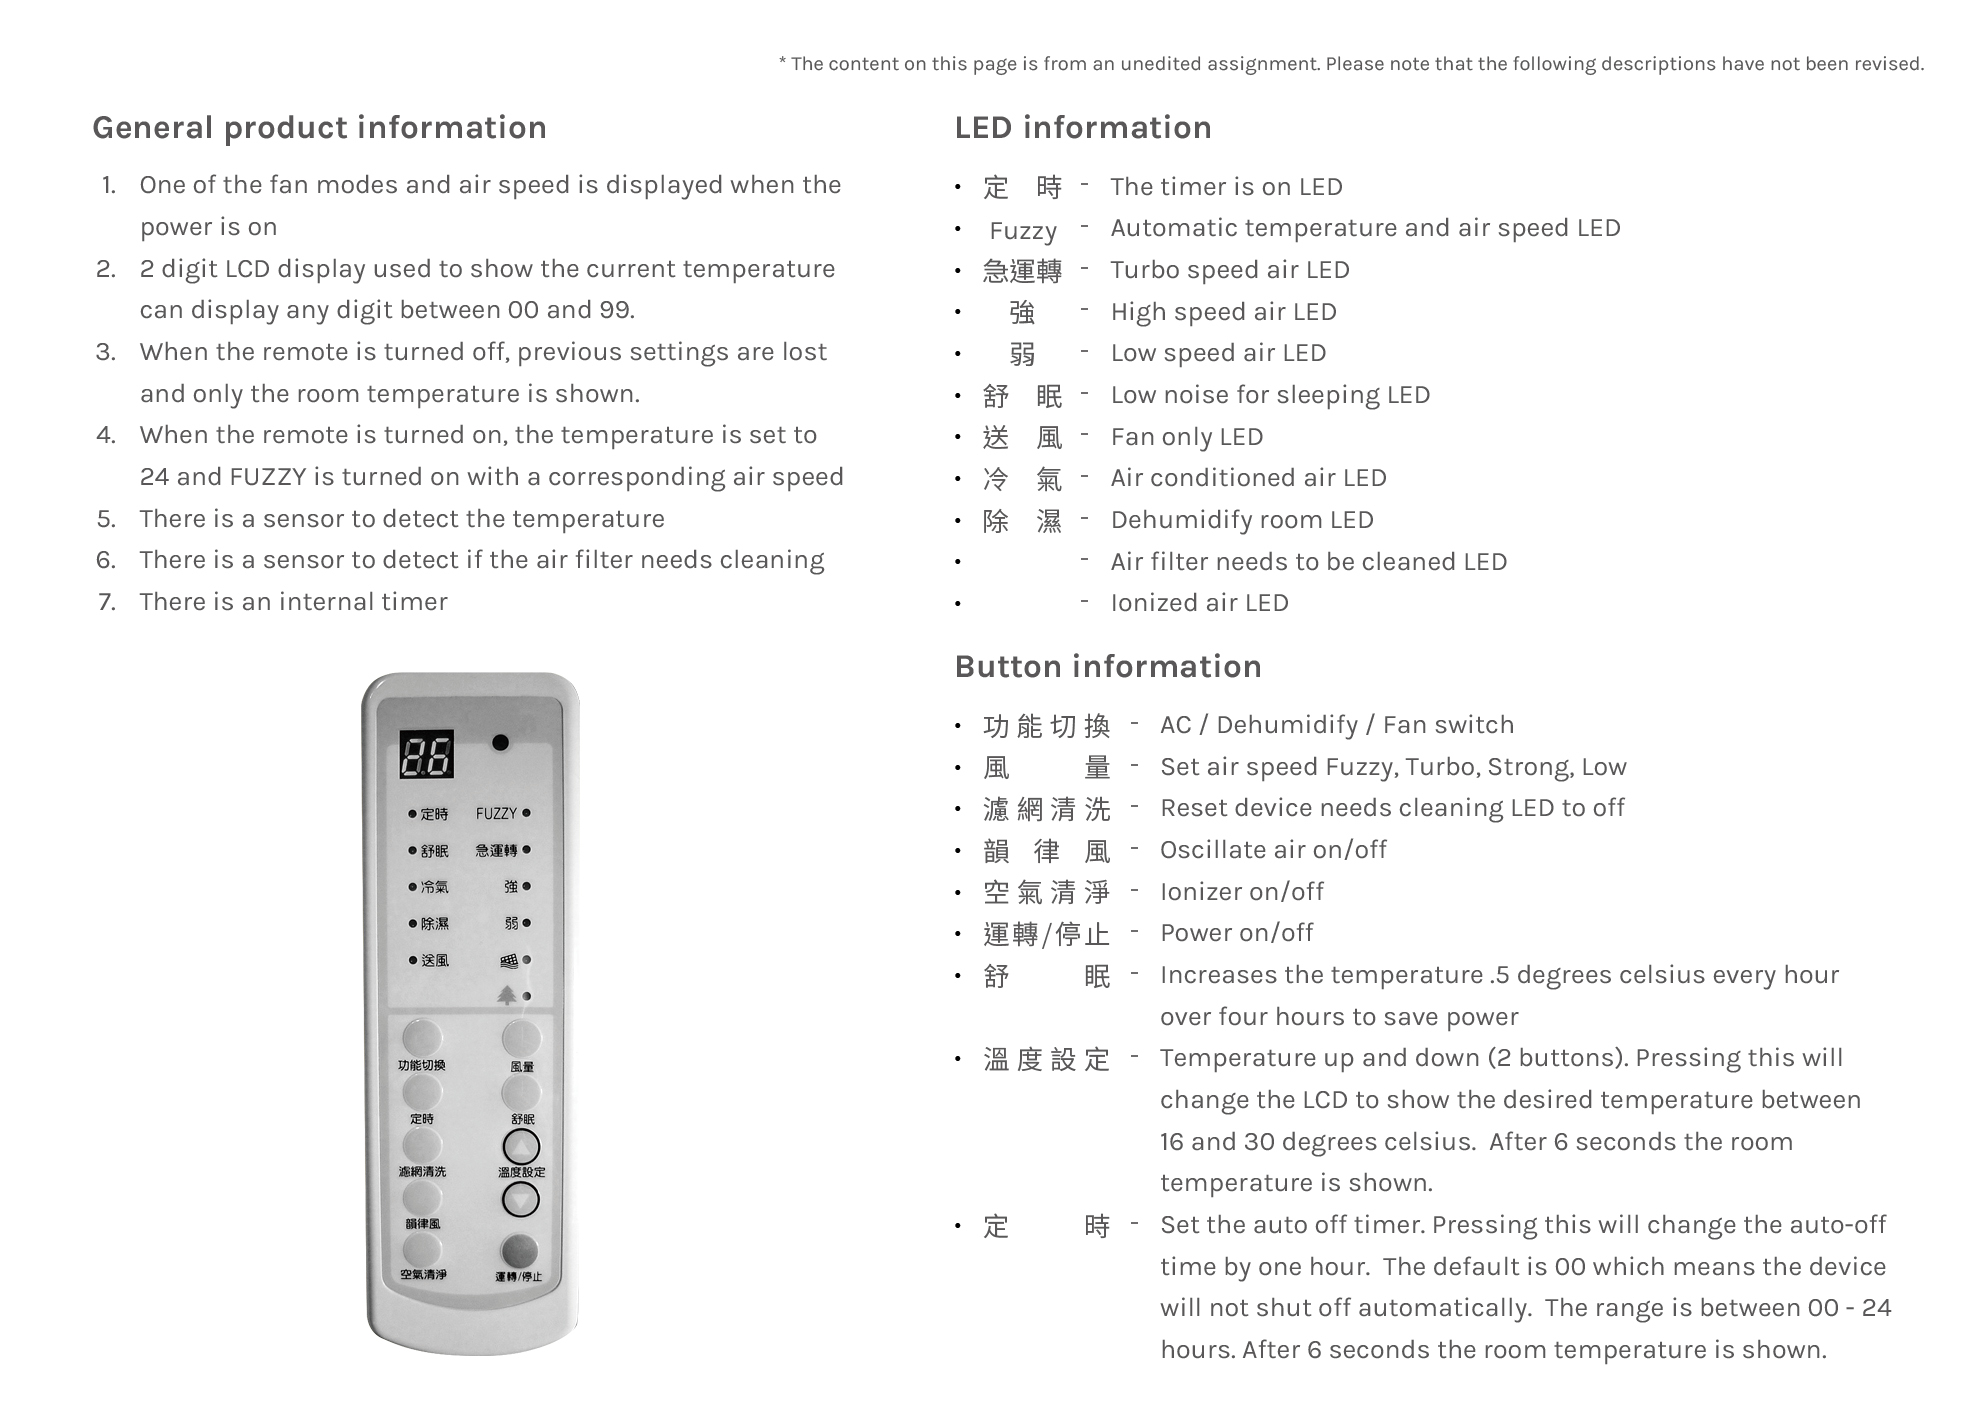 * The content on this page is from an unedited assignment. Please note that the following descriptions have not been revised.
General product information
1. One of the fan modes and air speed is displayed when the
power is on
2. 2 digit LCD display used to show the current temperature
can display any digit between 00 and 99.
3. When the remote is turned off, previous settings are lost
and only the room temperature is shown.
4. When the remote is turned on, the temperature is set to
24 and FUZZY is turned on with a corresponding air speed
5. There is a sensor to detect the temperature
6. There is a sensor to detect if the air filter needs cleaning
7. There is an internal timer
26
定時 FUZZY
舒眠 急運轉
冷氣 強
除濕 弱
送風
功能切換 風量
定時 舒眠
濾網清洗 溫度設定
韻律風
空氣清淨 運轉/停止
LED information
• 定 時 - The timer is on LED
• Fuzzy - Automatic temperature and air speed LED
• 急運轉 - Turbo speed air LED
• 強 - High speed air LED
• 弱 - Low speed air LED
• 舒 眠 - Low noise for sleeping LED
• 送 風 - Fan only LED
• 冷 氣 - Air conditioned air LED
• 除 濕 - Dehumidify room LED
• - Air filter needs to be cleaned LED
• - Ionized air LED
Button information
• 功能切換 - AC / Dehumidify / Fan switch
• 風 量 - Set air speed Fuzzy, Turbo, Strong, Low
• 濾網清洗 - Reset device needs cleaning LED to off
• 韻 律 風 - Oscillate air on/off
• 空氣清淨 - Ionizer on/off
• 運轉/停止 - Power on/off
• 舒 眠 - Increases the temperature .5 degrees celsius every hour
over four hours to save power
• 溫度設定 - Temperature up and down (2 buttons). Pressing this will
change the LCD to show the desired temperature between
16 and 30 degrees celsius. After 6 seconds the room
temperature is shown.
• 定 時 - Set the auto off timer. Pressing this will change the auto-off
time by one hour. The default is 00 which means the device
will not shut off automatically. The range is between 00 - 24
hours. After 6 seconds the room temperature is shown.